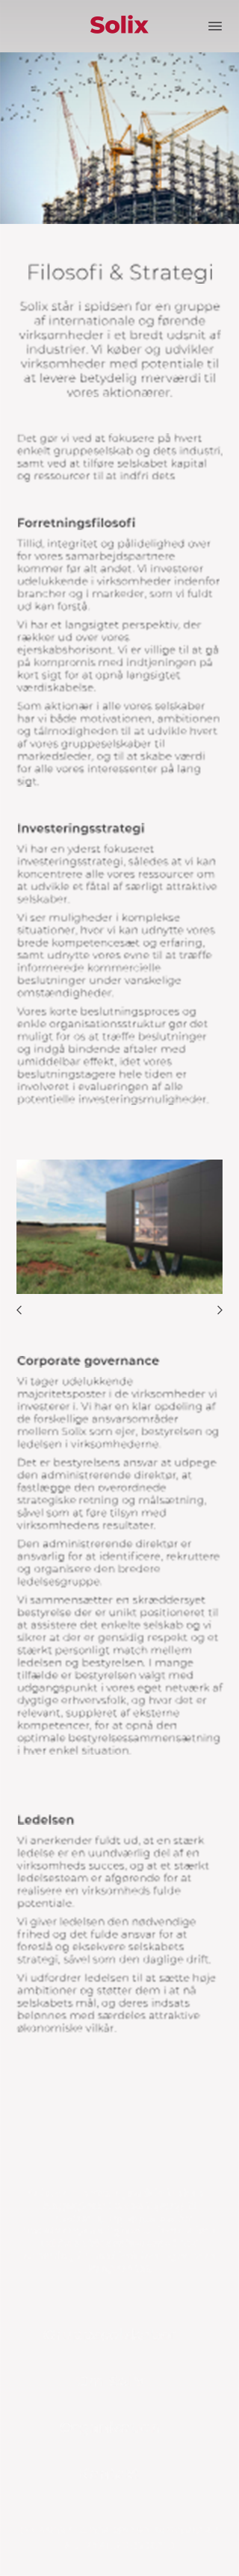 Solix
Filosofi & Strategi
Solix står i spidsen for en gruppe
af internationale og førende
virksomheder i et bredt udsnit af
industrier. Vi køber og udvikler
virksomheder med potentiale til
at levere betydelig merværdi til
vores aktionærer.
Det gør vi ved at fokusere på hvert
enkelt gruppeselskab og dets industri,
samt ved at tilføre selskabet kapital
og ressourcer til at indfri dets
Forretningsfilosofi
Tillid, integritet og pålidelighed over
for vores samarbejdspartnere
kommer før alt andet. Vi investerer
udelukkende i virksomheder indenfor
brancher og i markeder, som vi fuldt
ud kan forstå.
Vi har et langsigtet perspektiv, der
rækker ud over vores
ejerskabshorisont. Vi er villige til at gå
på kompromis med indtjeningen på
kort sigt for at opnå langsigtet
værdiskabelse.
Som aktionær i alle vores selskaber
har vi både motivationen, ambitionen
og tålmodigheden til at udvikle hvert
af vores gruppeselskaber til
markedsleder, og til at skabe værdi
for alle vores interessenter på lang
sigt.
Investeringsstrategi
Vi har en yderst fokuseret
investeringsstrategi, således at vi kan
koncentrere alle vores ressourcer om
at udvikle et fåtal af særligt attraktive
selskaber.
Vi ser muligheder i komplekse
situationer, hvor vi kan udnytte vores
brede kompetencesæt og erfaring,
samt udnytte vores evne til at træffe
informerede kommercielle
beslutninger under vanskelige
omstændigheder.
Vores korte beslutningsproces og
enkle organisationsstruktur gør det
muligt for os at træffe beslutninger
og indgå bindende aftaler med
umiddelbar effekt, idet vores
beslutningstagere hele tiden er
involveret i evalueringen af alle
potentielle investeringsmuligheder.
Corporate governance
Vi tager udelukkende
majoritetsposter i de virksomheder vi
investerer i. Vi har en klar opdeling af
de forskellige ansvarsområder
mellem Solix som ejer, bestyrelsen og
ledelsen i virksomhederne.
Det er bestyrelsens ansvar at udpege
den administrerende direktør, at
fastlægge den overordnede
strategiske retning og målsætning,
såvel som at føre tilsyn med
virksomhedens resultater.
Den administrerende direktør er
ansvarlig for at identificere, rekruttere
og organisere den bredere
ledelsesgruppe.
Vi sammensætter en skræddersyet
bestyrelse der er unikt positioneret til
at assistere det enkelte selskab og vi
sikrer at der er gensidig respekt og et
stærkt personligt match mellem
ledelsen og bestyrelsen. I mange
tilfælde er bestyrelsen valgt med
udgangspunkt i vores eget netværk af
dygtige erhvervsfolk, og hvor det er
relevant, suppleret af eksterne
kompetencer, for at opnå den
optimale bestyrelsessammensætning
i hver enkel situation.
Ledelsen
Vi anerkender fuldt ud, at en stærk
ledelse er en uundværlig del af en
virksomheds succes, og at et stærkt
ledelsesteam er afgørende for at
realisere en virksomheds fulde
potentiale.
Vi giver ledelsen den nødvendige
frihed og det fulde ansvar for at
foreslå og eksekvere selskabets
strategi, såvel som den daglige drift.
Vi udfordrer ledelsen til at sætte høje
ambitioner og støtter dem i at nå
selskabets mål, og deres indsats
belønnes med særdeles attraktive
økonomiske vilkår.